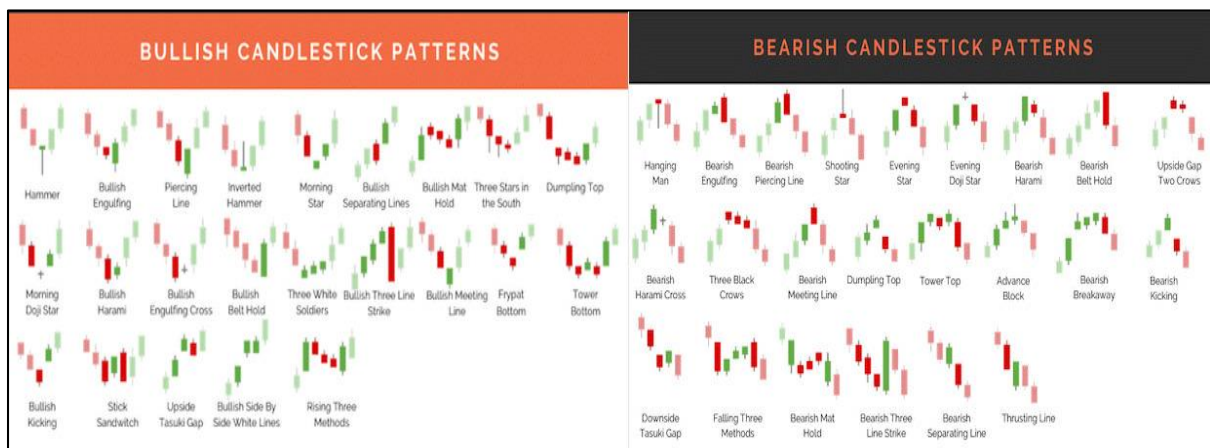 BULLISH CANDLESTICK PATTERNS
Hammer
Bullish
Engulfing
Piercing
Line
Inverted
Hammer
Morning
Star
Bullish
Separating Lines
Bullish Mat
Hold
Three Stars in
the South
Dumpling Top
Morning
Doji Star
Bullish
Harami
Bullish
Engulfing Cross
Bullish
Belt Hold
Three White
Soldiers
Bullish Three Line
Strike
Bullish Meeting
Line
Frypat
Bottom
Tower
Bottom
Bullish
Kicking
Stick
Sandwitch
Upside
Tasuki Gap
Bullish Side By
Side White Lines
Rising Three
Methods
BEARISH CANDLESTICK PATTERNS
Hanging
Man
Bearish
Engulfing
Bearish
Piercing Line
Shooting
Star
Evening
Star
Evening
Doji Star
Bearish
Harami
Bearish
Belt Hold
Upside Gap
Two Crows
Bearish
Harami Cross
Three Black
Crows
Bearish
Meeting Line
Dumpling Top
Tower Top
Advance
Block
Bearish
Breakaway
Bearish
Kicking
Downside
Tasuki Gap
Falling Three
Methods
Bearish Mat
Hold
Bearish Three
Line Strike
Bearish
Separating Line
Thrusting Line